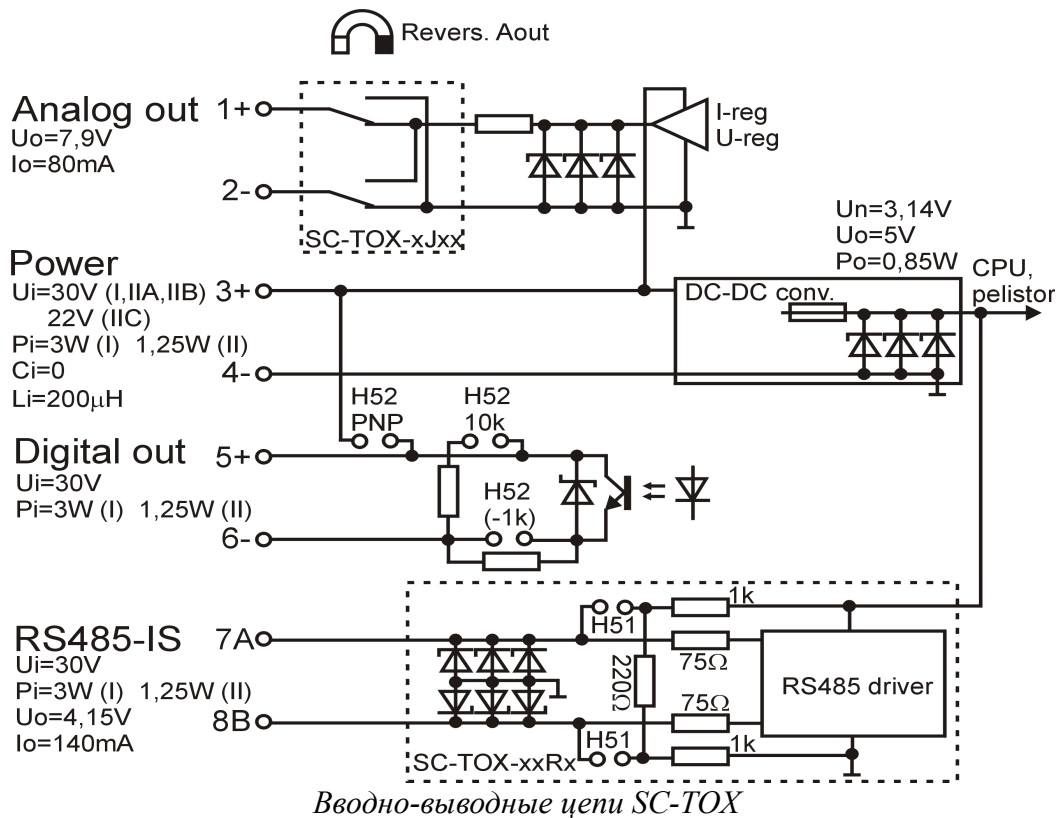 Revers. Aout
Analog out 1+
Uo=7,9V
Io=80mA
2-
I-reg
U-reg
SC-TOX-xJxx
Un=3,14V
Uo=5V
Po=0,85W
Power
Ui=30V (I,IIA,IIB) 3+
22V (IIC)
Pi=3W (I) 1,25W (II)
Ci=0
4-
Li=200µH
DC-DC conv.
CPU,
pelistor
H52
PNP
H52
10k
Digital out 5+
Ui=30V
Pi=3W (I) 1,25W (II)
6-
H52
(-1k)
RS485-IS 7A
Ui=30V
Pi=3W (I) 1,25W (II)
Uo=4,15V
8B
Io=140mA
H51
1k
75Ω
220Ω
75Ω
H51
1k
RS485 driver
SC-TOX-xxRx
Вводно-выводные цепи SC-TOX